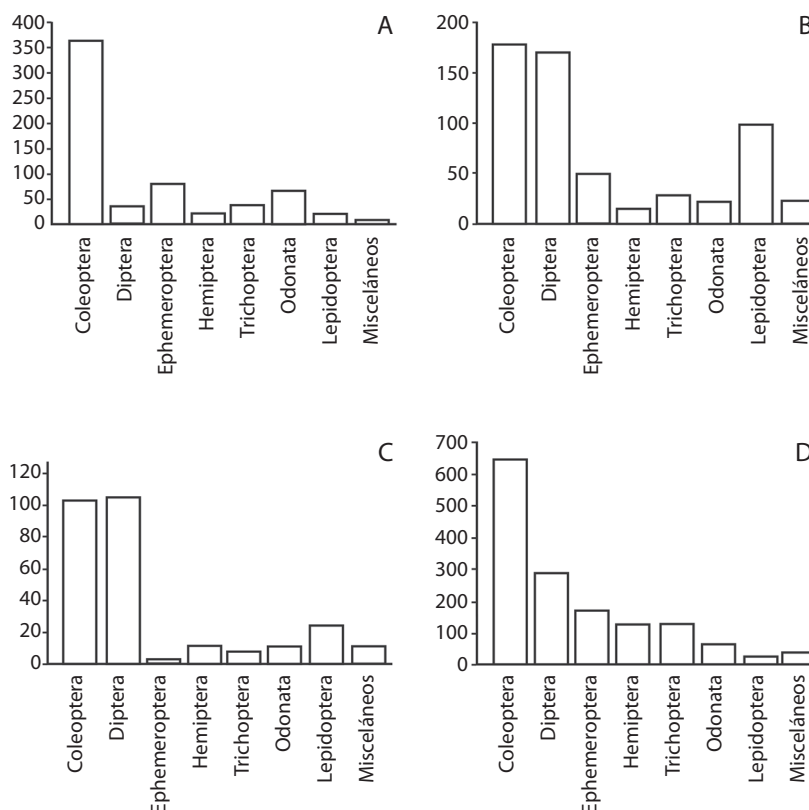 A
400
350
300
250
200
150
100
50
0
Coleoptera
Diptera
Ephemeroptera
Hemiptera
Trichoptera
Odonata
Lepidoptera
Misceláneos
B
200
150
100
50
0
Coleoptera
Diptera
Ephemeroptera
Hemiptera
Trichoptera
Odonata
Lepidoptera
Misceláneos
C
120
100
80
60
40
20
0
Coleoptera
Diptera
Ephemeroptera
Hemiptera
Trichoptera
Odonata
Lepidoptera
Misceláneos
D
700
600
500
400
300
200
100
0
Coleoptera
Diptera
Ephemeroptera
Hemiptera
Trichoptera
Odonata
Lepidoptera
Misceláneos